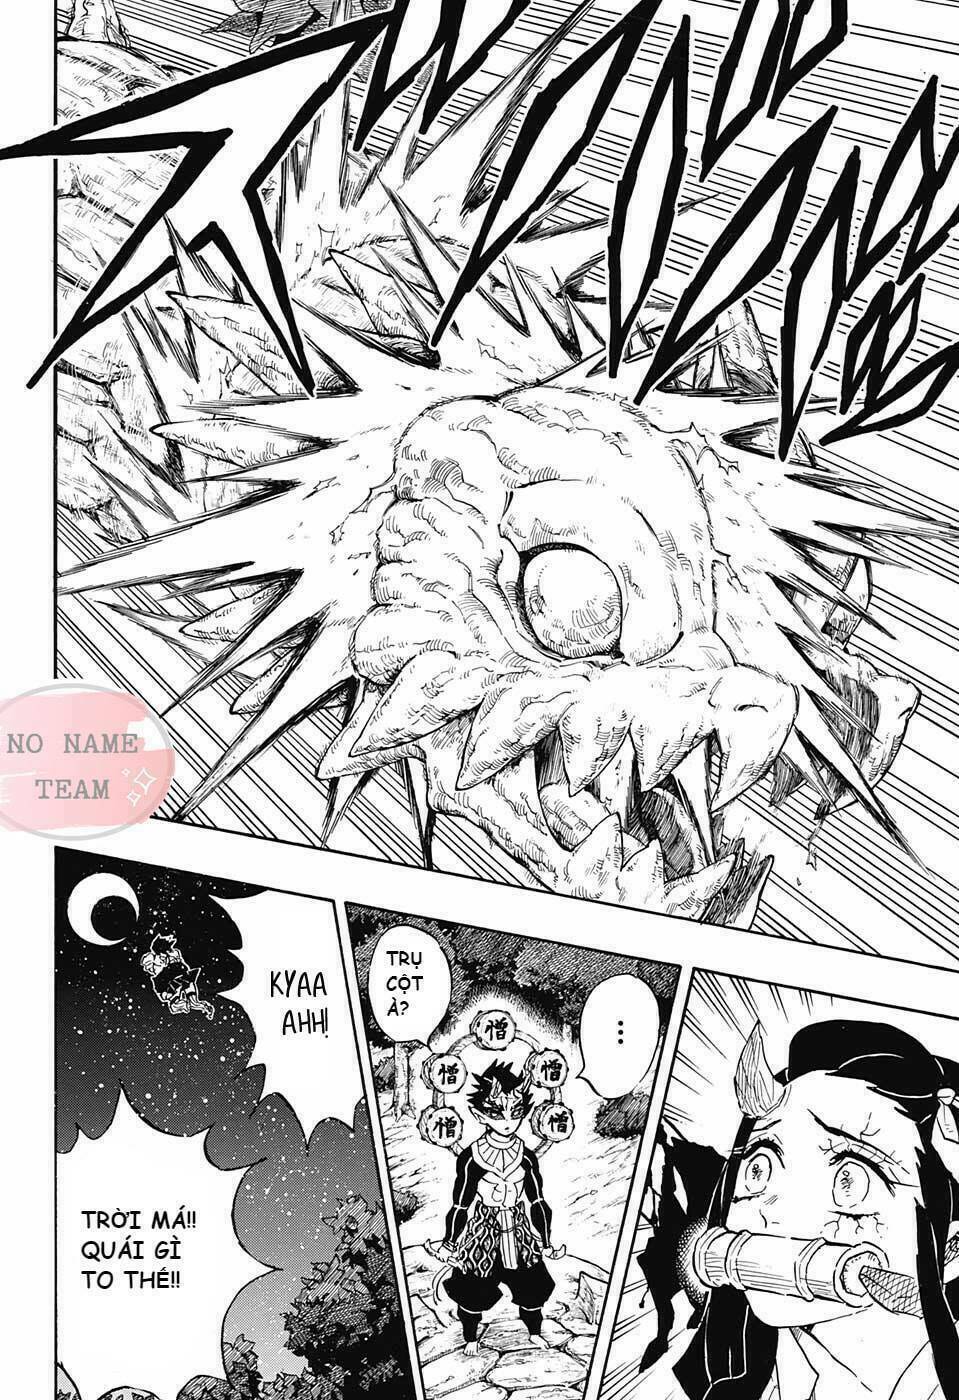 NO NAME
TEAM
...
TRỤ
CỘT
À?
憎
憎
憎
憎
憎
KYAA
AHH!
TRỜI MÁ!!
QUÁI GÌ
TO THẾ!!